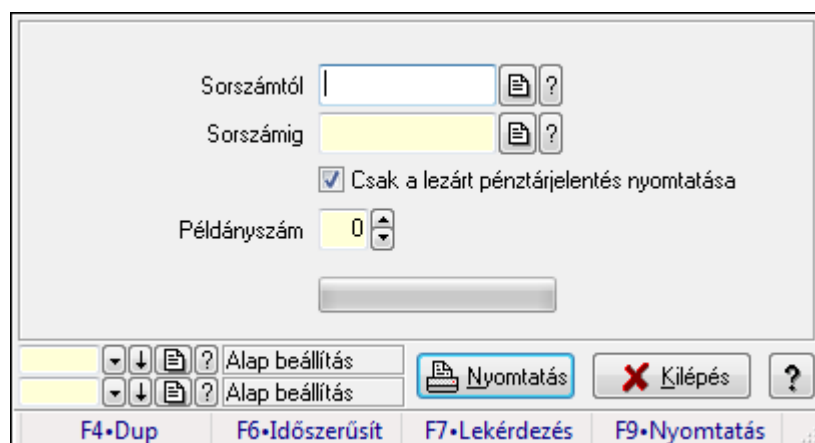 Sorszámtól ?
Sorszámig ?
Csak a lezárt pénztárjelentés nyomtatása
Példányszám 0
? Alap beállítás
? Alap beállítás
Nyomtatás Kilépés ?
F4•Dup F6•Időszerűsít F7•Lekérdezés F9•Nyomtatás